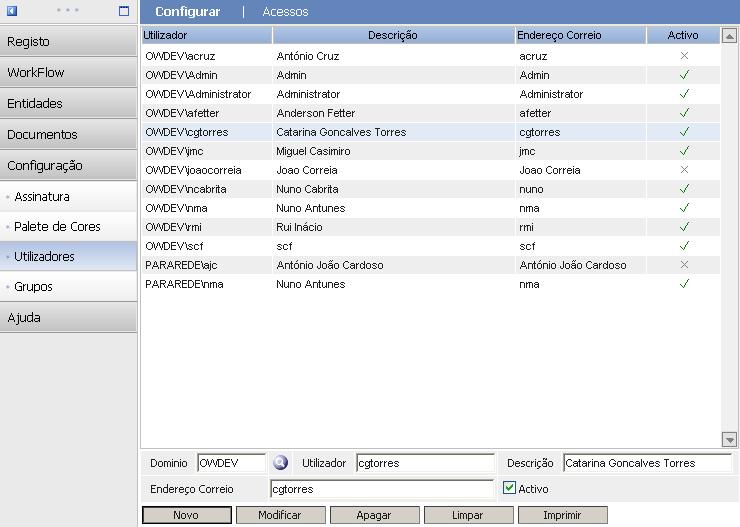 Configurar | Acessos
Registo
WorkFlow
Entidades
Documentos
Configuração
Assinatura
Palete de Cores
Utilizadores
Grupos
Ajuda
Utilizador Descrição Endereço Correio Activo
OWDEV\acruz António Cruz acruz
OWDEV\Admin Admin Admin
OWDEV\Administrator Administrator Administrator
OWDEV\afetter Anderson Fetter afetter
OWDEV\cgtorres Catarina Goncalves Torres cgtorres
OWDEV\jmc Miguel Casimiro jmc
OWDEV\joaocorreia Joao Correia Joao Correia
OWDEV\ncabrita Nuno Cabrita nuno
OWDEV\nma Nuno Antunes nma
OWDEV\rmi Rui Inácio rmi
OWDEV\scf scf scf
PARAREDE\ajc António João Cardoso António João Cardoso
PARAREDE\nma Nuno Antunes nma
Dominio OWDEV Utilizador cgtorres Descrição Catarina Goncalves Torres
Endereço Correio cgtorres Activo
Novo Modificar Apagar Limpar Imprimir